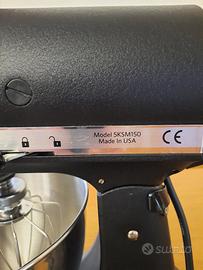 Model 5KSM150
Made in USA
CE
subito